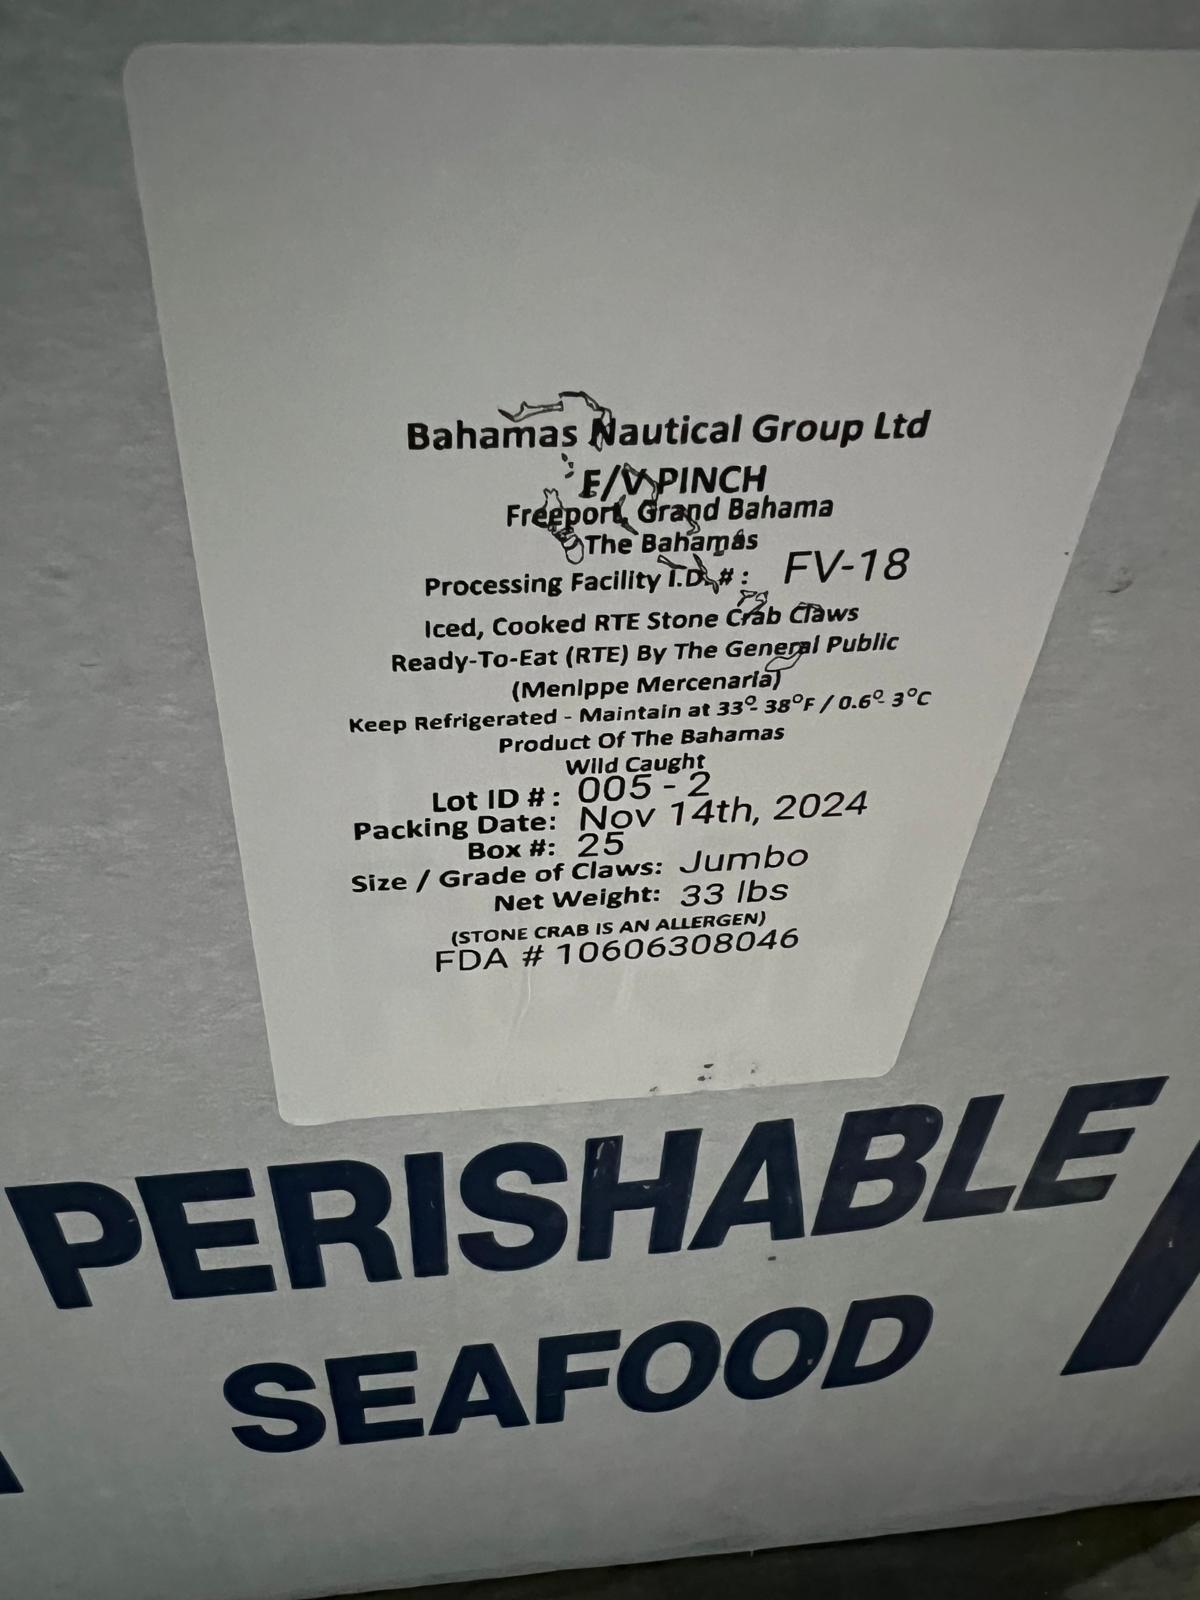 Bahamas Nautical Group Ltd
F/V PINCH
Freeport, Grand Bahama
The Bahamas
Processing Facility I.D. #: FV-18
Iced, Cooked RTE Stone Crab Claws
Ready-To-Eat (RTE) By The General Public
(Menippe Mercenaria)
Keep Refrigerated - Maintain at 33°- 38°F / 0.6°- 3°C
Product Of The Bahamas
Wild Caught
Lot ID #: 005 - 2
Packing Date: Nov 14th, 2024
Box #: 25
Size / Grade of Claws: Jumbo
Net Weight: 33 lbs
(STONE CRAB IS AN ALLERGEN)
FDA # 10606308046
PERISHABLE
SEAFOOD